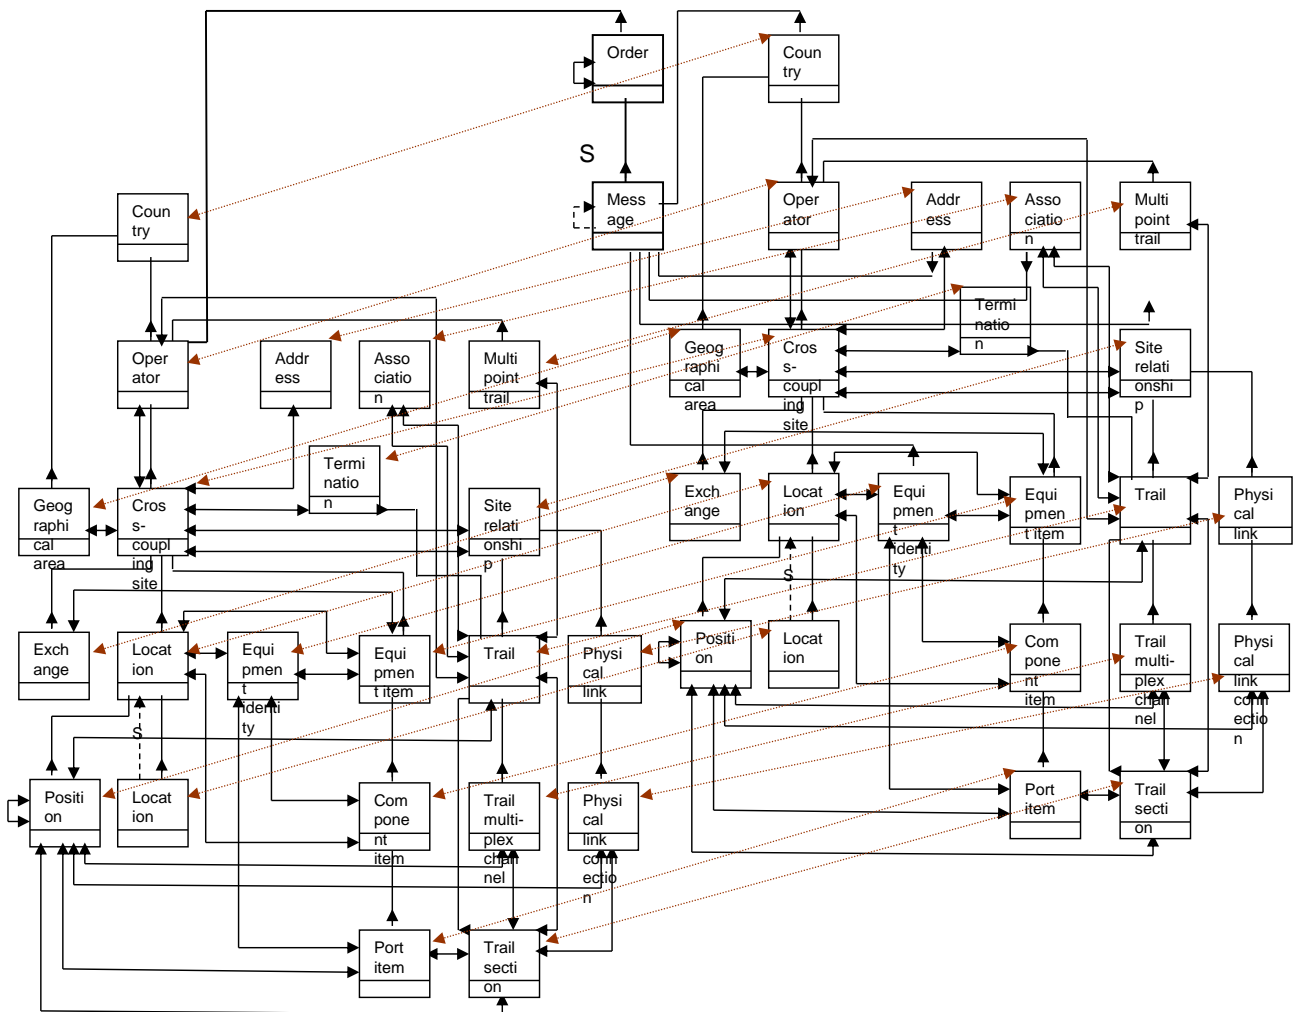 Order
Coun
try
S
Mess
age
Oper
ator
Addr
ess
Asso
ciatio
n
Multi
point
trail
Coun
try
Termi
natio
n
Geog
raphi
cal
area
Cros
s-
coupl
ing
site
Site
relati
onshi
p
Oper
ator
Addr
ess
Asso
ciatio
n
Multi
point
trail
Termi
natio
n
Exch
ange
Locat
ion
Equi
pmen
t
identi
ty
Equi
pmen
t item
Trail
Physi
cal
link
Geog
raphi
cal
area
Cros
s-
coupl
ing
site
Site
relati
onshi
p
S
Positi
on
Locat
ion
Com
pone
nt
item
Trail
multi-
plex
chan
nel
Physi
cal
link
conn
ectio
n
Exch
ange
Locat
ion
Equi
pmen
t
identi
ty
Equi
pmen
t item
Trail
Physi
cal
link
S
Port
item
Trail
secti
on
Positi
on
Locat
ion
Com
pone
nt
item
Trail
multi-
plex
chan
nel
Physi
cal
link
conn
ectio
n
Port
item
Trail
secti
on